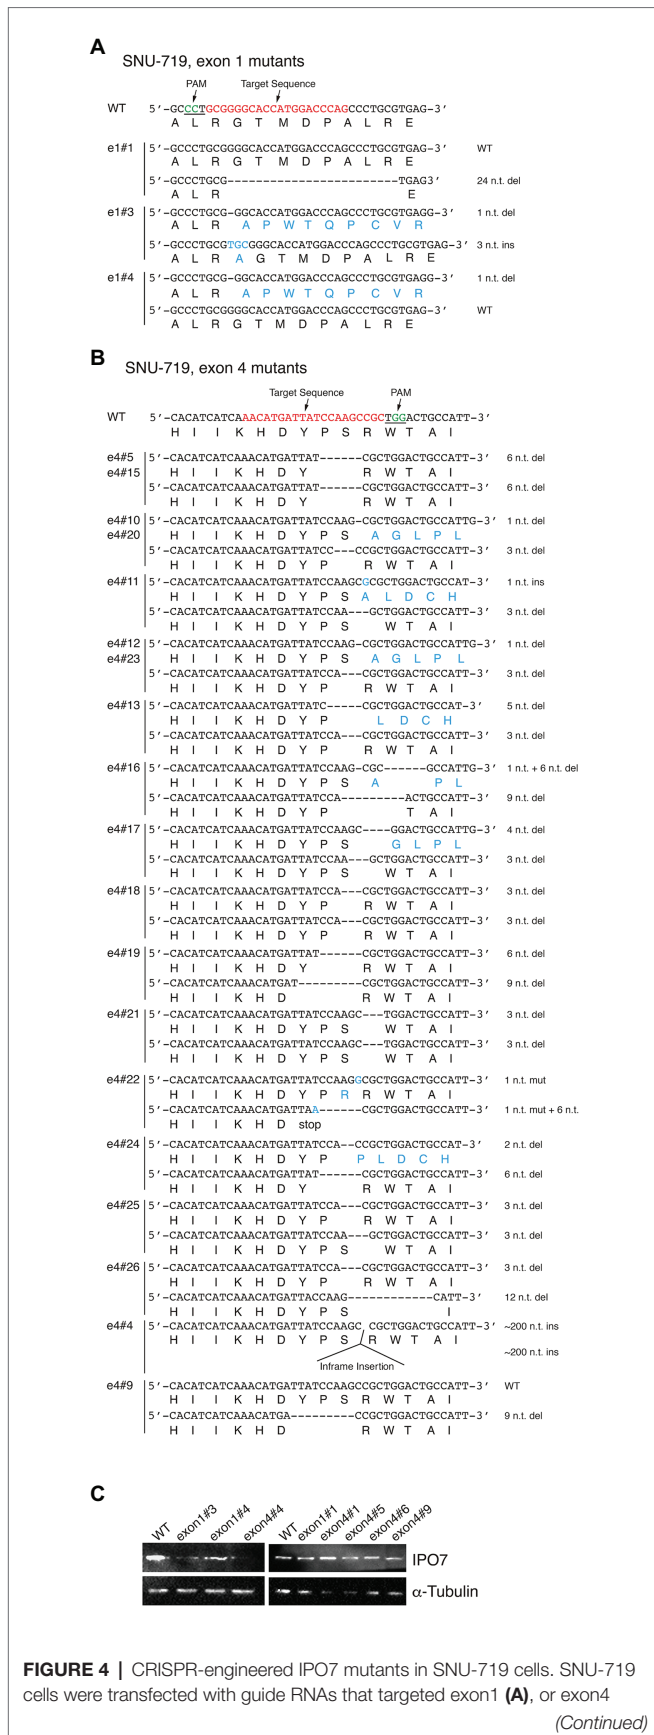 A
SNU-719, exon 1 mutants
PAM Target Sequence
WT 5’-GCCCTGCGGGGCACCATGGACCCAGCCCTGCGTGAG-3’
A L R G T M D P A L R E
e1#1 5’-GCCCTGCGGGGCACCATGGACCCAGCCCTGCGTGAG-3’ WT
A L R G T M D P A L R E
5’-GCCCTGCG------------------------TGAG3’ 24 n.t. del
A L R E
e1#3 5’-GCCCTGCG-GGCACCATGGACCCAGCCCTGCGTGAGG-3’ 1 n.t. del
A L R A P W T Q P C V R
5’-GCCCTGCGTGCGGGCACCATGGACCCAGCCCTGCGTGAG-3’ 3 n.t. ins
A L R A G T M D P A L R E
e1#4 5’-GCCCTGCG-GGCACCATGGACCCAGCCCTGCGTGAGG-3’ 1 n.t. del
A L R A P W T Q P C V R
5’-GCCCTGCGGGGCACCATGGACCCAGCCCTGCGTGAG-3’ WT
A L R G T M D P A L R E
B
SNU-719, exon 4 mutants
Target Sequence PAM
WT 5’-CACATCATCAAACATGATTATCCAAGCCGCTGGACTGCCATT-3’
H I I K H D Y P S R W T A I
e4#5 5’-CACATCATCAAACATGATTAT------CGCTGGACTGCCATT-3’ 6 n.t. del
e4#15 H I I K H D Y R W T A I
5’-CACATCATCAAACATGATTAT------CGCTGGACTGCCATT-3’ 6 n.t. del
H I I K H D Y R W T A I
e4#10 5’-CACATCATCAAACATGATTATCCAAG-CGCTGGACTGCCATTG-3’ 1 n.t. del
e4#20 H I I K H D Y P S A G L P L
5’-CACATCATCAAACATGATTATCC---CCGCTGGACTGCCATT-3’ 3 n.t. del
H I I K H D Y P R W T A I
e4#11 5’-CACATCATCAAACATGATTATCCAAGCGCGCTGGACTGCCAT-3’ 1 n.t. ins
H I I K H D Y P S A L D C H
5’-CACATCATCAAACATGATTATCCAA---GCTGGACTGCCATT-3’ 3 n.t. del
H I I K H D Y P S W T A I
e4#12 5’-CACATCATCAAACATGATTATCCAAG-CGCTGGACTGCCATTG-3’ 1 n.t. del
e4#23 H I I K H D Y P S A G L P L
5’-CACATCATCAAACATGATTATCCA---CGCTGGACTGCCATT-3’ 3 n.t. del
H I I K H D Y P R W T A I
e4#13 5’-CACATCATCAAACATGATTATC-----CGCTGGACTGCCAT-3’ 5 n.t. del
H I I K H D Y P L D C H
5’-CACATCATCAAACATGATTATCCA---CGCTGGACTGCCATT-3’ 3 n.t. del
H I I K H D Y P R W T A I
e4#16 5’-CACATCATCAAACATGATTATCCAAG-CGC------GCCATTG-3’ 1 n.t. + 6 n.t. del
H I I K H D Y P S A P L
5’-CACATCATCAAACATGATTATCCA---------ACTGCCATT-3’ 9 n.t. del
H I I K H D Y P T A I
e4#17 5’-CACATCATCAAACATGATTATCCAAGC----GGACTGCCATTG-3’ 4 n.t. del
H I I K H D Y P S G L P L
5’-CACATCATCAAACATGATTATCCAA---GCTGGACTGCCATT-3’ 3 n.t. del
H I I K H D Y P S W T A I
e4#18 5’-CACATCATCAAACATGATTATCCA---CGCTGGACTGCCATT-3’ 3 n.t. del
H I I K H D Y P R W T A I
5’-CACATCATCAAACATGATTATCCA---CGCTGGACTGCCATT-3’ 3 n.t. del
H I I K H D Y P R W T A I
e4#19 5’-CACATCATCAAACATGATTAT------CGCTGGACTGCCATT-3’ 6 n.t. del
H I I K H D Y R W T A I
5’-CACATCATCAAACATGAT---------CGCTGGACTGCCATT-3’ 9 n.t. del
H I I K H D R W T A I
e4#21 5’-CACATCATCAAACATGATTATCCAAGC---TGGACTGCCATT-3’ 3 n.t. del
H I I K H D Y P S W T A I
5’-CACATCATCAAACATGATTATCCAAGC---TGGACTGCCATT-3’ 3 n.t. del
H I I K H D Y P S W T A I
e4#22 5’-CACATCATCAAACATGATTATCCAAGGCGCTGGACTGCCATT-3’ 1 n.t. mut
H I I K H D Y P R R W T A I
5’-CACATCATCAAACATGATTAA------CGCTGGACTGCCATT-3’ 1 n.t. mut + 6 n.t.
H I I K H D stop
e4#24 5’-CACATCATCAAACATGATTATCCA--CCGCTGGACTGCCAT-3’ 2 n.t. del
H I I K H D Y P P L D C H
5’-CACATCATCAAACATGATTAT------CGCTGGACTGCCATT-3’ 6 n.t. del
H I I K H D Y R W T A I
e4#25 5’-CACATCATCAAACATGATTATCCA---CGCTGGACTGCCATT-3’ 3 n.t. del
H I I K H D Y P R W T A I
5’-CACATCATCAAACATGATTATCCAA---GCTGGACTGCCATT-3’ 3 n.t. del
H I I K H D Y P S W T A I
e4#26 5’-CACATCATCAAACATGATTATCCA---CGCTGGACTGCCATT-3’ 3 n.t. del
H I I K H D Y P R W T A I
5’-CACATCATCAAACATGATTACCAAG------------CATT-3’ 12 n.t. del
H I I K H D Y P S I
e4#4 5’-CACATCATCAAACATGATTATCCAAGC CGCTGGACTGCCATT-3’ ~200 n.t. ins
H I I K H D Y P S R W T A I
~200 n.t. ins
Inframe Insertion
e4#9 5’-CACATCATCAAACATGATTATCCAAGCCGCTGGACTGCCATT-3’ WT
H I I K H D Y P S R W T A I
5’-CACATCATCAAACATGA---------CCGCTGGACTGCCATT-3’ 9 n.t. del
H I I K H D R W T A I
C
WT exon1#3 exon1#4 exon4#4 WT exon1#1 exon4#1 exon4#5 exon4#6 exon4#9
IPO7
α-Tubulin
FIGURE 4 | CRISPR-engineered IPO7 mutants in SNU-719 cells. SNU-719
cells were transfected with guide RNAs that targeted exon1 (A), or exon4
(Continued)